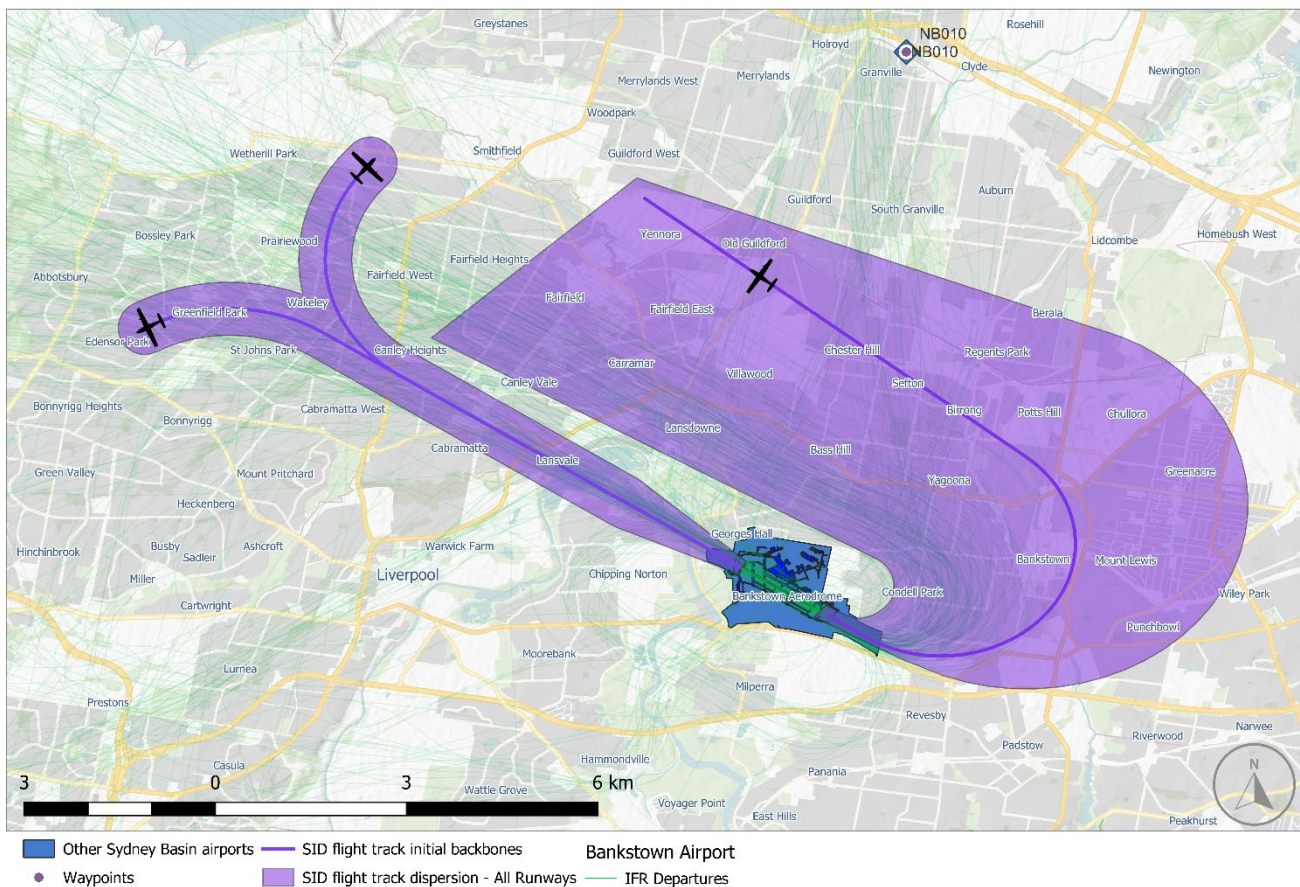 Greystanes
Rosehill
NB010
Holroyd
NB010
Clyde
Granville
Newington
Merrylands West
Merrylands
Woodpark
Wetherill Park
Smithfield
Guildford West
Auburn
Guildford
South Granville
Bossley Park
Prairiewood
Yennora
Old Guildford
Lidcombe
Homebush West
Abbotsbury
Fairfield Heights
Fairfield West
Fairfield
Wakeley
Greenfield Park
Fairfield East
Berala
Edensor Park
St Johns Park
Canley Heights
Chester Hill
Regents Park
Carramar
Villawood
Sefton
Canley Vale
Bonnyrigg Heights
Cabramatta West
Birrong
Potts Hill
Chullora
Bonnyrigg
Lansdowne
Cabramatta
Bass Hill
Lansvale
Green Valley
Mount Pritchard
Yagoona
Greenacre
Heckenberg
Georges Hall
Hinchinbrook
Busby
Ashcroft
Warwick Farm
Sadleir
Bankstown
Mount Lewis
Miller
Liverpool
Chipping Norton
Condell Park
Bankstown Aerodrome
Wiley Park
Cartwright
Punchbowl
Moorebank
Lurnea
Milperra
Prestons
Revesby
Narwee
Riverwood
Padstow
Casula
Hammondville
Panania
Wattle Grove
Voyager Point
East Hills
Peakhurst
N
3 0 3 6 km
Other Sydney Basin airports
SID flight track initial backbones
Bankstown Airport
Waypoints
SID flight track dispersion - All Runways
IFR Departures